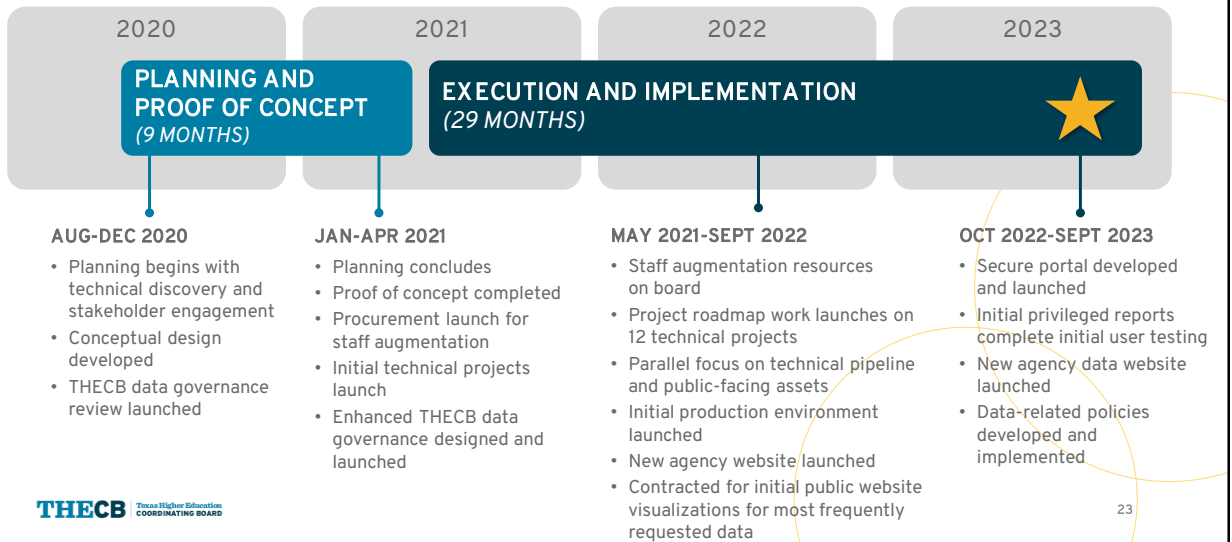 2020
2021
2022
2023
PLANNING AND
PROOF OF CONCEPT
(9 MONTHS)
EXECUTION AND IMPLEMENTATION
(29 MONTHS)
AUG-DEC 2020
• Planning begins with
technical discovery and
stakeholder engagement
• Conceptual design
developed
• THECB data governance
review launched
JAN-APR 2021
• Planning concludes
• Proof of concept completed
• Procurement launch for
staff augmentation
• Initial technical projects
launch
• Enhanced THECB data
governance designed and
launched
MAY 2021-SEPT 2022
• Staff augmentation resources
on board
• Project roadmap work launches on
12 technical projects
• Parallel focus on technical pipeline
and public-facing assets
• Initial production environment
launched
• New agency website launched
• Contracted for initial public website
visualizations for most frequently
requested data
OCT 2022-SEPT 2023
• Secure portal developed
and launched
• Initial privileged reports
complete initial user testing
• New agency data website
launched
• Data-related policies
developed and
implemented
THECB
Texas Higher Education
COORDINATING BOARD
23